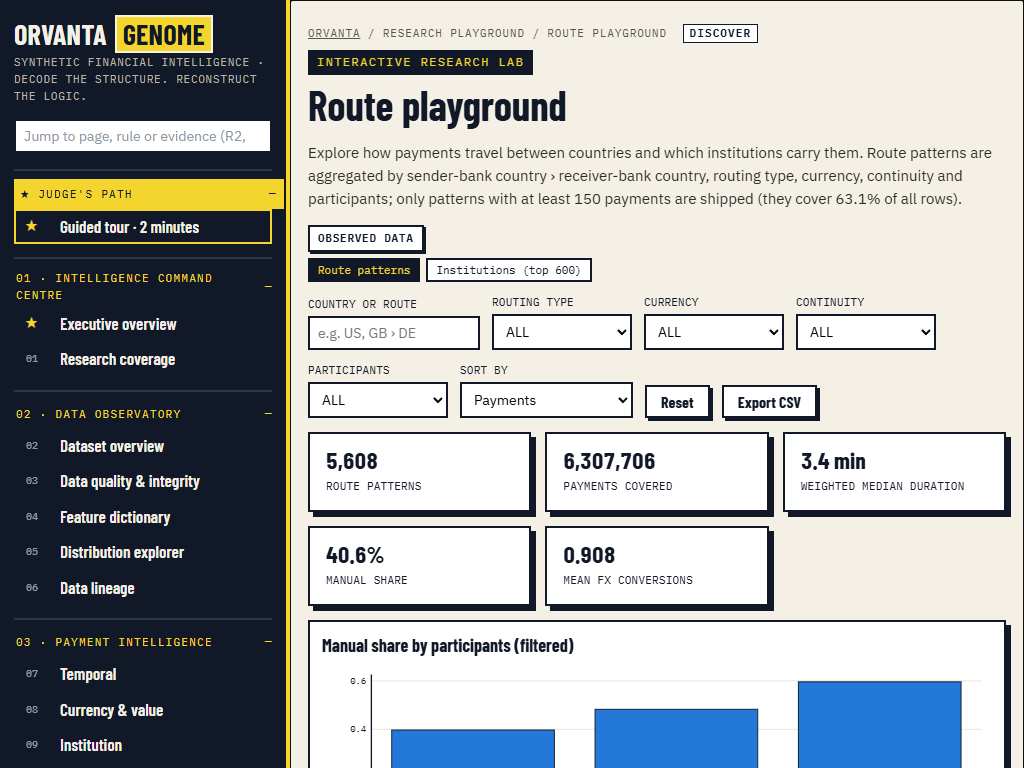 ORVANTA GENOME
SYNTHETIC FINANCIAL INTELLIGENCE ·
DECODE THE STRUCTURE. RECONSTRUCT
THE LOGIC.
Jump to page, rule or evidence (R2,
★ JUDGE'S PATH –
★ Guided tour · 2 minutes
01 · INTELLIGENCE COMMAND
CENTRE –
★ Executive overview
01 Research coverage
02 · DATA OBSERVATORY –
02 Dataset overview
03 Data quality & integrity
04 Feature dictionary
05 Distribution explorer
06 Data lineage
03 · PAYMENT INTELLIGENCE –
07 Temporal
08 Currency & value
09 Institution
ORVANTA / RESEARCH PLAYGROUND / ROUTE PLAYGROUND DISCOVER
INTERACTIVE RESEARCH LAB
Route playground
Explore how payments travel between countries and which institutions carry them. Route patterns are
aggregated by sender-bank country › receiver-bank country, routing type, currency, continuity and
participants; only patterns with at least 150 payments are shipped (they cover 63.1% of all rows).
OBSERVED DATA
Route patterns Institutions (top 600)
COUNTRY OR ROUTE ROUTING TYPE CURRENCY CONTINUITY
e.g. US, GB › DE ALL ALL ALL
PARTICIPANTS SORT BY
ALL Payments Reset Export CSV
5,608 6,307,706 3.4 min
ROUTE PATTERNS PAYMENTS COVERED WEIGHTED MEDIAN DURATION
40.6% 0.908
MANUAL SHARE MEAN FX CONVERSIONS
Manual share by participants (filtered)
0.6
0.4